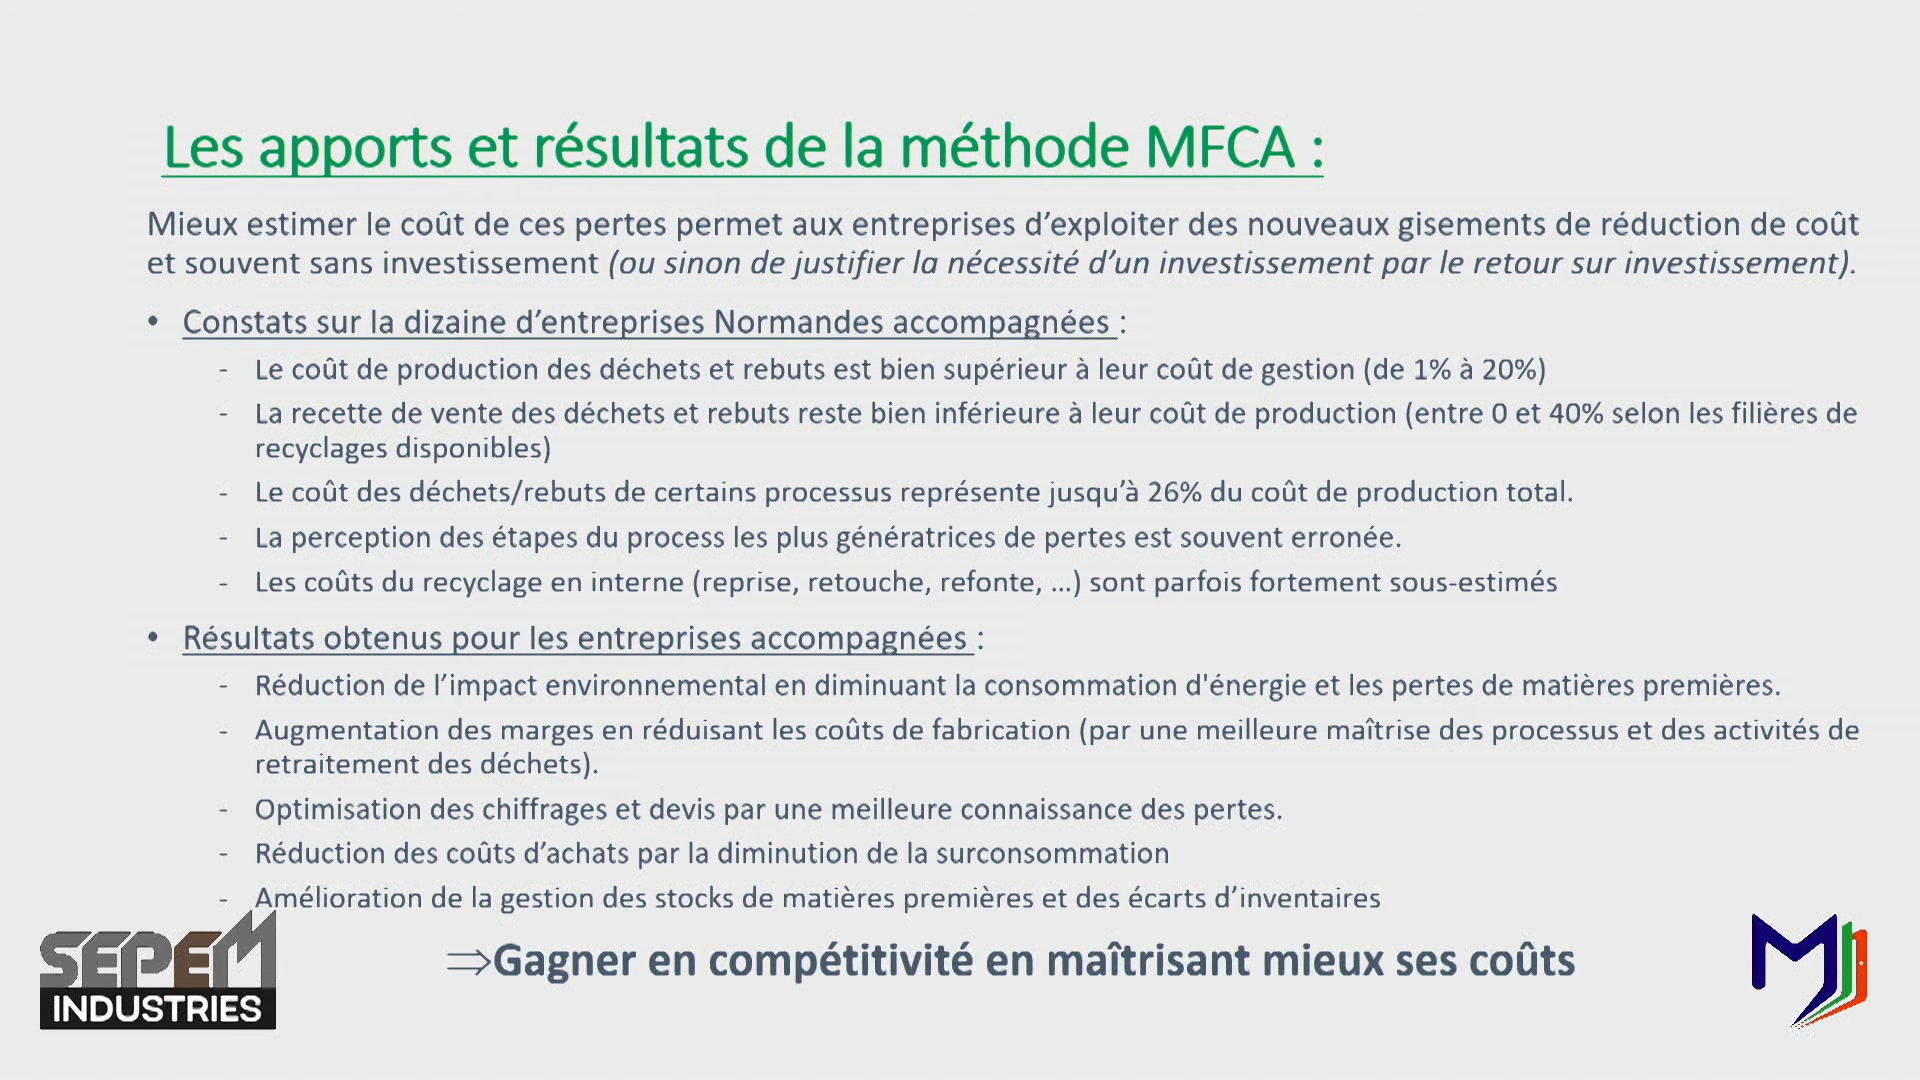 Les apports et résultats de la méthode MFCA :
Mieux estimer le coût de ces pertes permet aux entreprises d’exploiter des nouveaux gisements de réduction de coût
et souvent sans investissement (ou sinon de justifier la nécessité d’un investissement par le retour sur investissement).
• Constats sur la dizaine d’entreprises Normandes accompagnées :
- Le coût de production des déchets et rebuts est bien supérieur à leur coût de gestion (de 1% à 20%)
- La recette de vente des déchets et rebuts reste bien inférieure à leur coût de production (entre 0 et 40% selon les filières de
recyclages disponibles)
- Le coût des déchets/rebuts de certains processus représente jusqu’à 26% du coût de production total.
- La perception des étapes du process les plus génératrices de pertes est souvent erronée.
- Les coûts du recyclage en interne (reprise, retouche, refonte, ...) sont parfois fortement sous-estimés
• Résultats obtenus pour les entreprises accompagnées :
- Réduction de l’impact environnemental en diminuant la consommation d'énergie et les pertes de matières premières.
- Augmentation des marges en réduisant les coûts de fabrication (par une meilleure maîtrise des processus et des activités de
retraitement des déchets).
- Optimisation des chiffrages et devis par une meilleure connaissance des pertes.
- Réduction des coûts d’achats par la diminution de la surconsommation
- Amélioration de la gestion des stocks de matières premières et des écarts d’inventaires
⇒Gagner en compétitivité en maîtrisant mieux ses coûts
SEPEM
INDUSTRIES
MJ